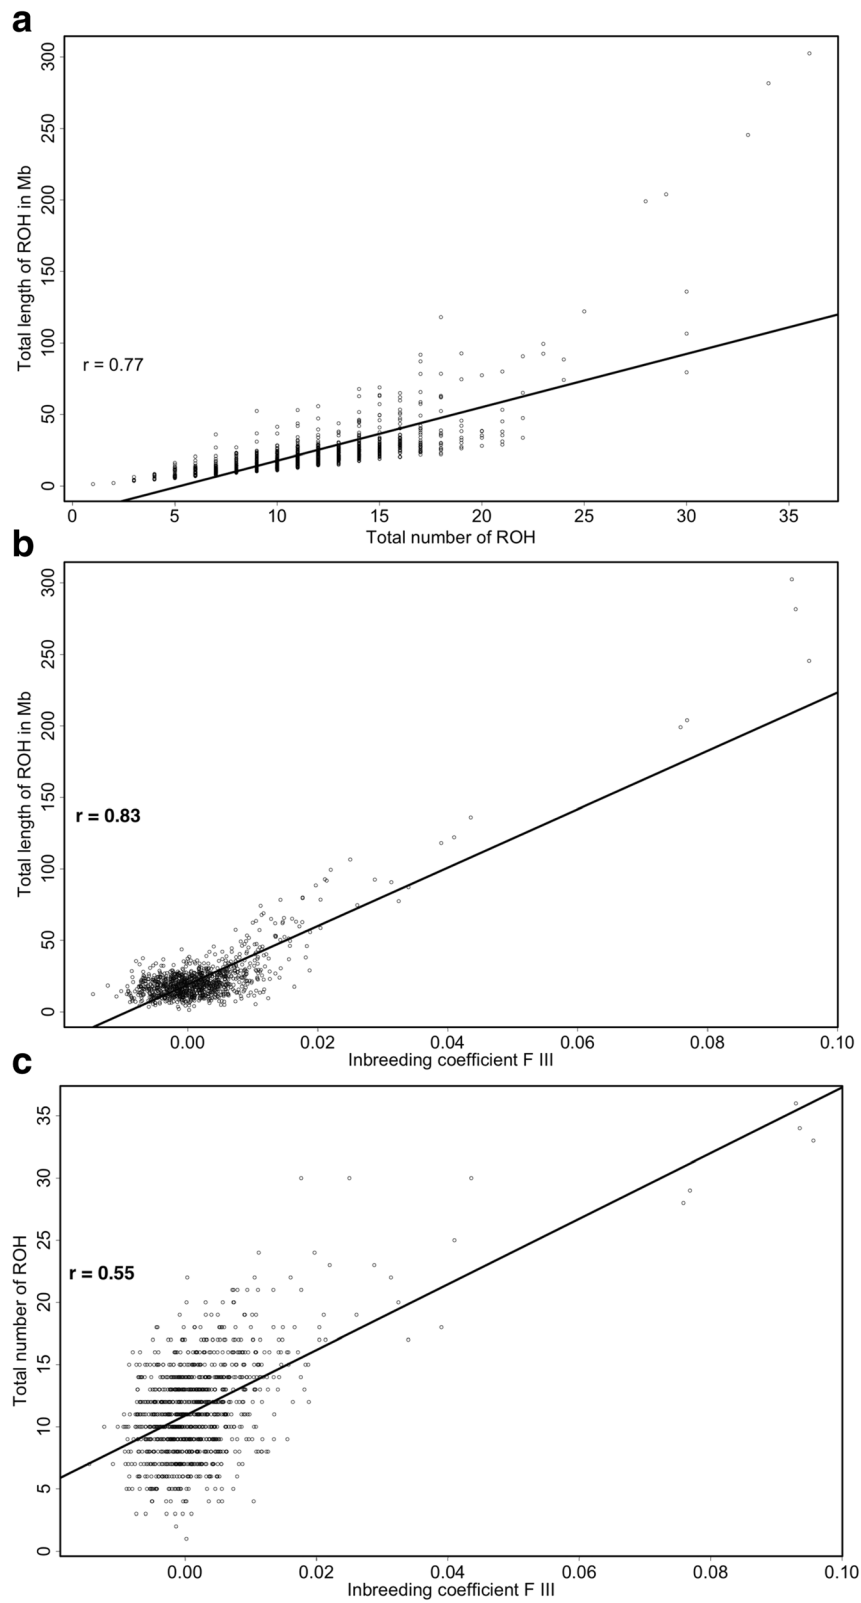 a
300
250
200
150
100
50
0
Total length of ROH in Mb
r = 0.77
0 5 10 15 20 25 30 35
Total number of ROH
b
300
250
200
150
100
50
0
Total length of ROH in Mb
r = 0.83
0.00 0.02 0.04 0.06 0.08 0.10
Inbreeding coefficient F III
c
35
30
25
20
15
10
5
0
Total number of ROH
r = 0.55
0.00 0.02 0.04 0.06 0.08 0.10
Inbreeding coefficient F III